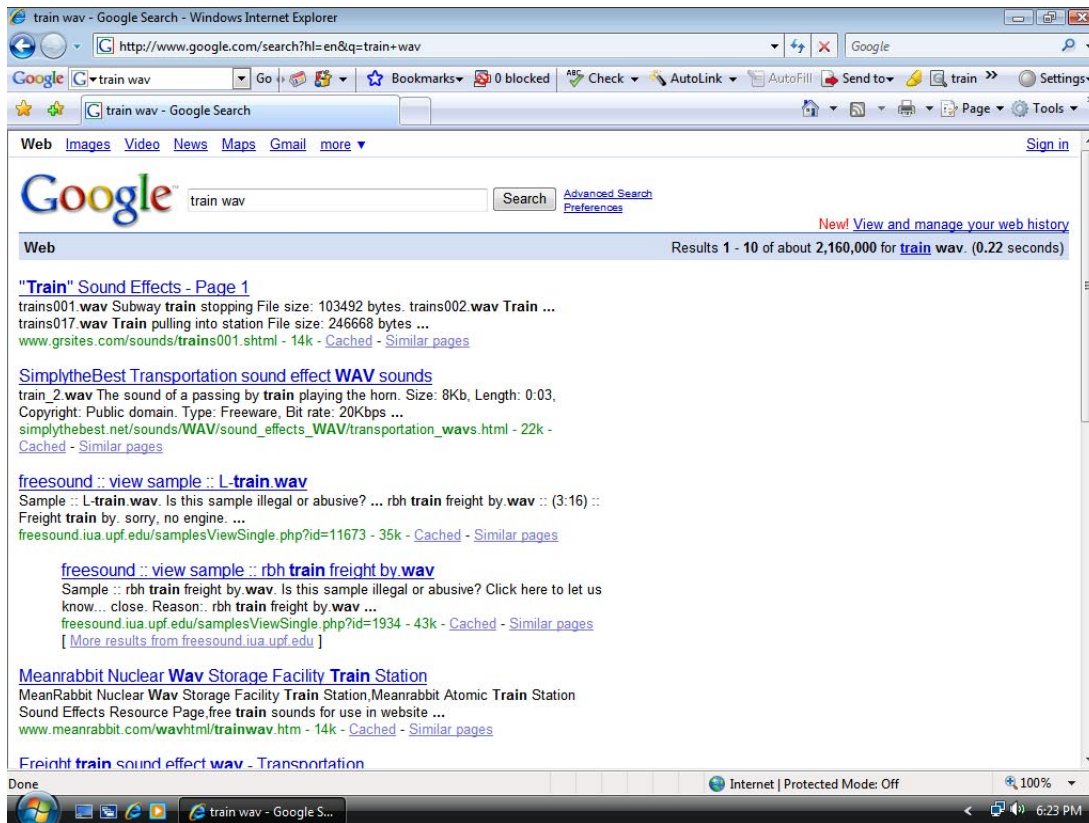 train wav - Google Search - Windows Internet Explorer
http://www.google.com/search?hl=en&q=train+wav
Google
Google train wav Go Bookmarks 0 blocked Check AutoLink AutoFill Send to train » Settings
train wav - Google Search
Page Tools
Web Images Video News Maps Gmail more ▼
Sign in
Google™
train wav
Search
Advanced Search
Preferences
New! View and manage your web history
Web
Results 1 - 10 of about 2,160,000 for train wav. (0.22 seconds)
"Train" Sound Effects - Page 1
trains001.wav Subway train stopping File size: 103492 bytes. trains002.wav Train ...
trains017.wav Train pulling into station File size: 246668 bytes ...
www.grsites.com/sounds/trains001.shtml - 14k - Cached - Similar pages
SimplytheBest Transportation sound effect WAV sounds
train_2.wav The sound of a passing by train playing the horn. Size: 8Kb, Length: 0:03,
Copyright: Public domain. Type: Freeware, Bit rate: 20Kbps ...
simplythebest.net/sounds/WAV/sound_effects_WAV/transportation_wavs.html - 22k -
Cached - Similar pages
freesound :: view sample :: L-train.wav
Sample :: L-train.wav. Is this sample illegal or abusive? ... rbh train freight by.wav :: (3:16) ::
Freight train by. sorry, no engine. ...
freesound.iua.upf.edu/samplesViewSingle.php?id=11673 - 35k - Cached - Similar pages
freesound :: view sample :: rbh train freight by.wav
Sample :: rbh train freight by.wav. Is this sample illegal or abusive? Click here to let us
know... close. Reason:. rbh train freight by.wav ...
freesound.iua.upf.edu/samplesViewSingle.php?id=1934 - 43k - Cached - Similar pages
[ More results from freesound.iua.upf.edu ]
Meanrabbit Nuclear Wav Storage Facility Train Station
MeanRabbit Nuclear Wav Storage Facility Train Station,Meanrabbit Atomic Train Station
Sound Effects Resource Page,free train sounds for use in website ...
www.meanrabbit.com/wavhtml/trainwav.htm - 14k - Cached - Similar pages
Freight train sound effect wav - Transportation
Done
Internet | Protected Mode: Off
100%
train wav - Google S...
6:23 PM